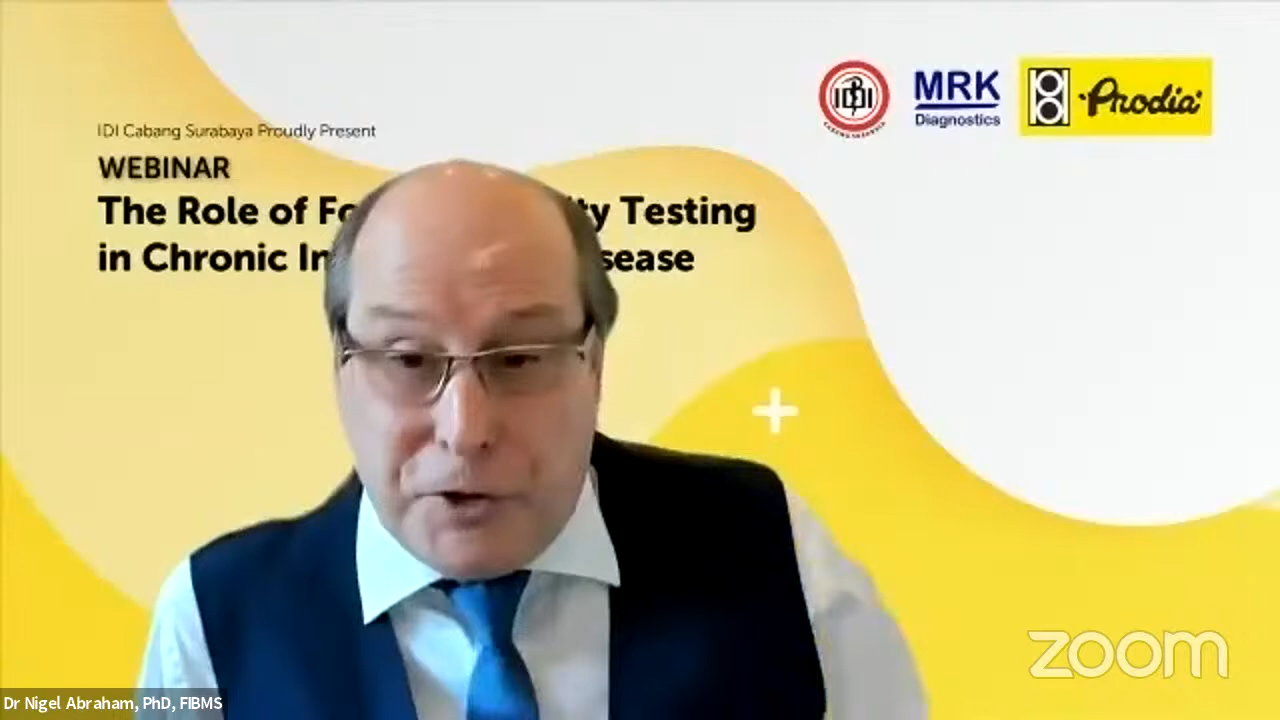 IDI Cabang Surabaya Proudly Present
WEBINAR
The Role of Fo ty Testing
in Chronic In sease
IDI
MRK
Diagnostics
Prodia
zoom
Dr Nigel Abraham, PhD, FIBMS